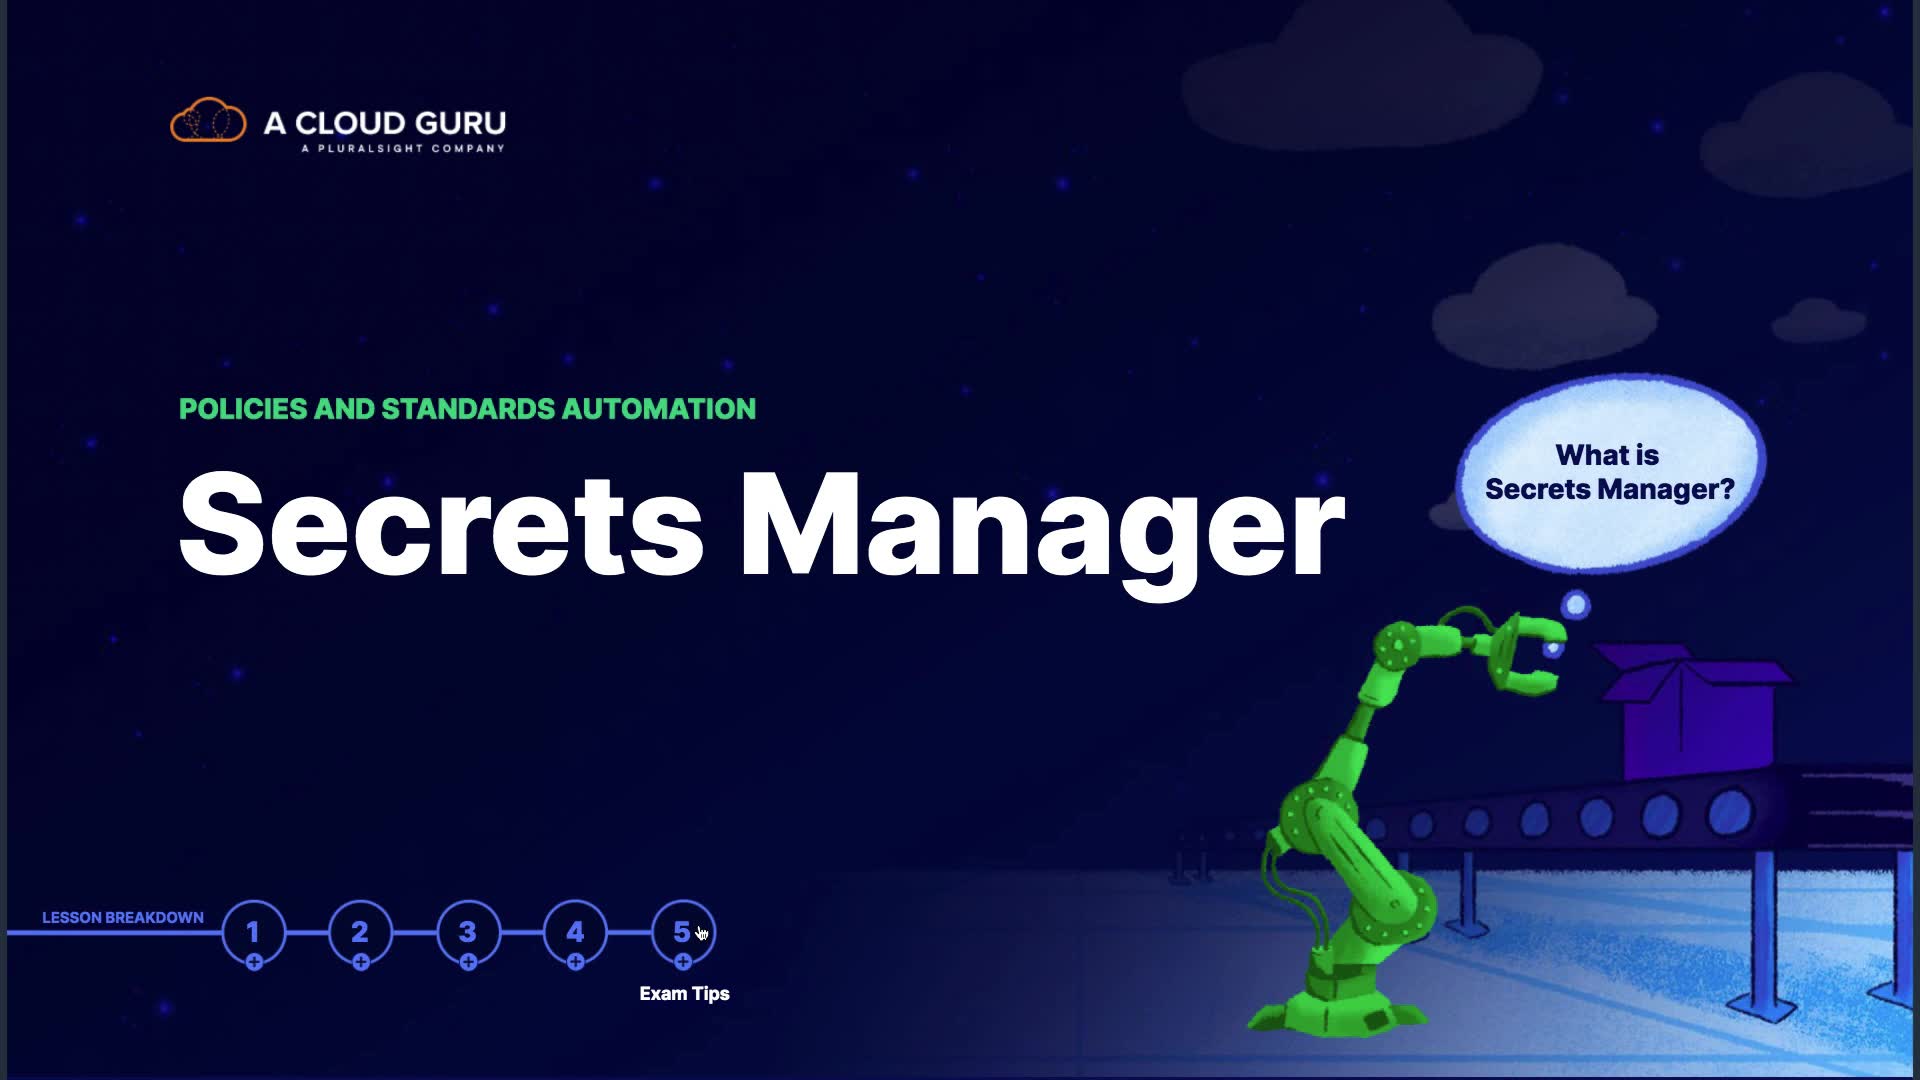 A CLOUD GURU
A PLURALSIGHT COMPANY
POLICIES AND STANDARDS AUTOMATION
Secrets Manager
What is
Secrets Manager?
LESSON BREAKDOWN
1
2
3
4
5
Exam Tips